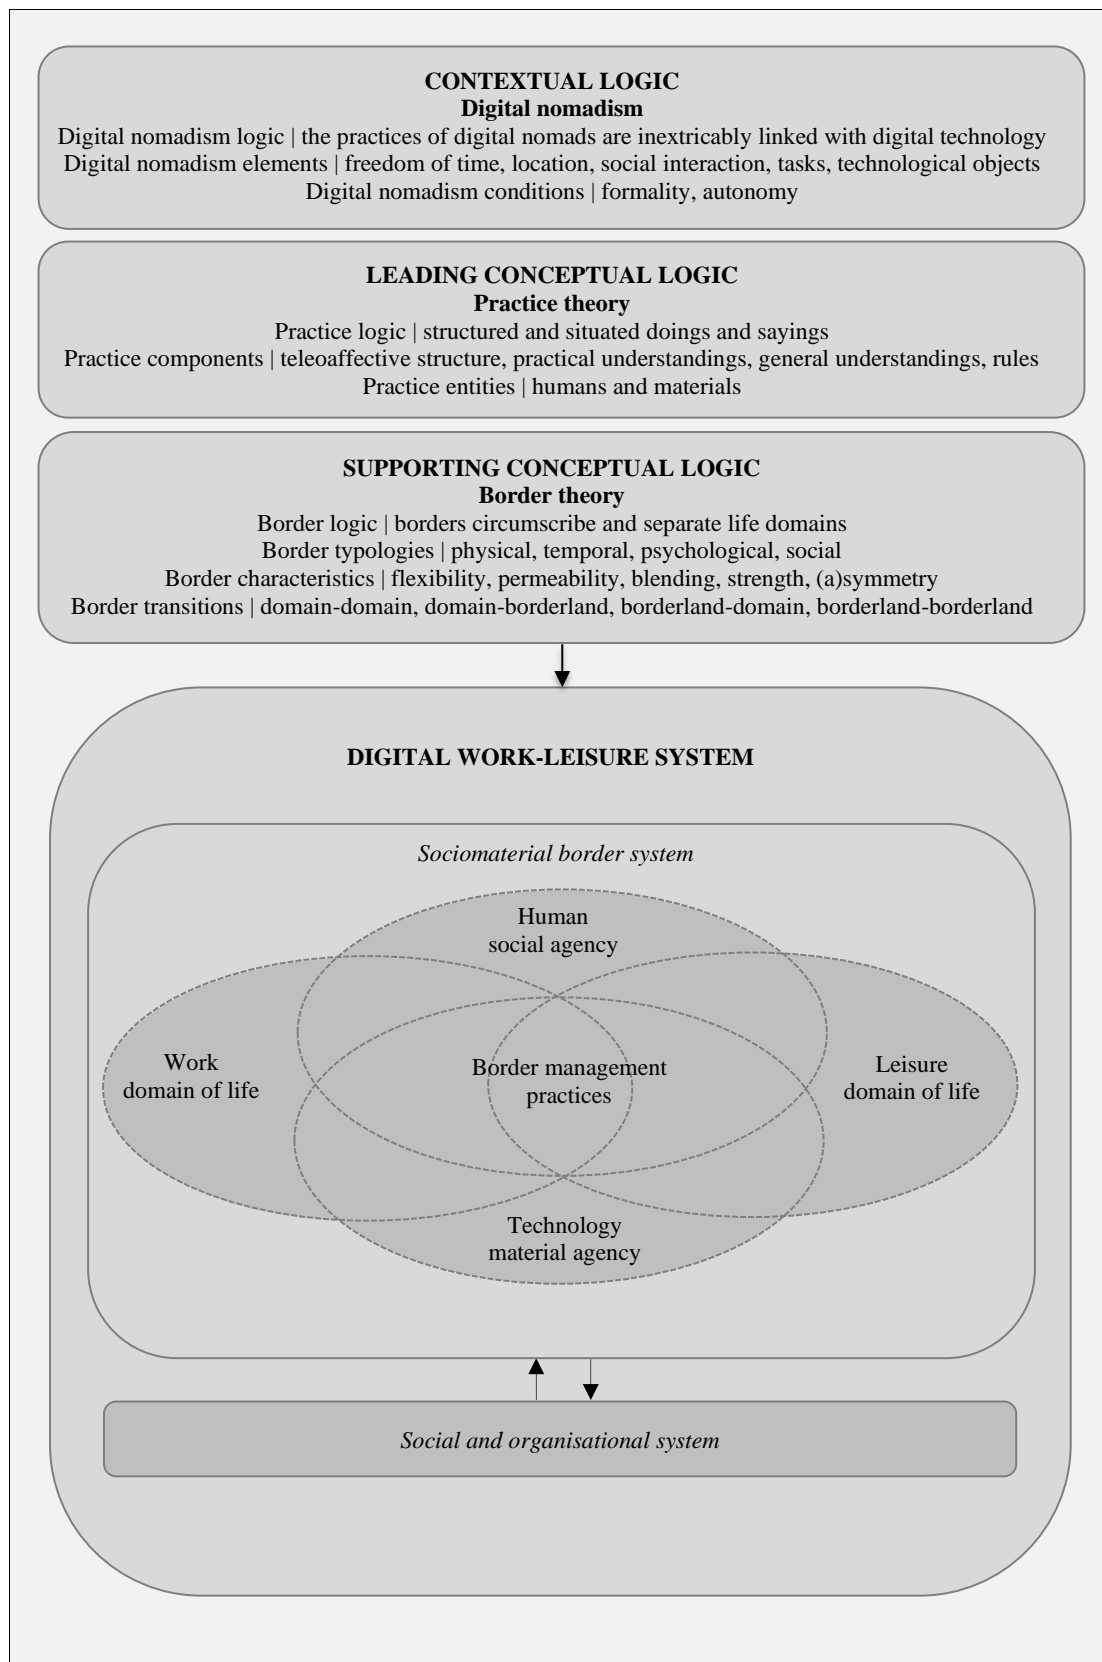 CONTEXTUAL LOGIC
Digital nomadism
Digital nomadism logic | the practices of digital nomads are inextricably linked with digital technology
Digital nomadism elements | freedom of time, location, social interaction, tasks, technological objects
Digital nomadism conditions | formality, autonomy
LEADING CONCEPTUAL LOGIC
Practice theory
Practice logic | structured and situated doings and sayings
Practice components | teleoaffective structure, practical understandings, general understandings, rules
Practice entities | humans and materials
SUPPORTING CONCEPTUAL LOGIC
Border theory
Border logic | borders circumscribe and separate life domains
Border typologies | physical, temporal, psychological, social
Border characteristics | flexibility, permeability, blending, strength, (a)symmetry
Border transitions | domain-domain, domain-borderland, borderland-domain, borderland-borderland
DIGITAL WORK-LEISURE SYSTEM
Sociomaterial border system
Human
social agency
Work
domain of life
Border management
practices
Leisure
domain of life
Technology
material agency
Social and organisational system